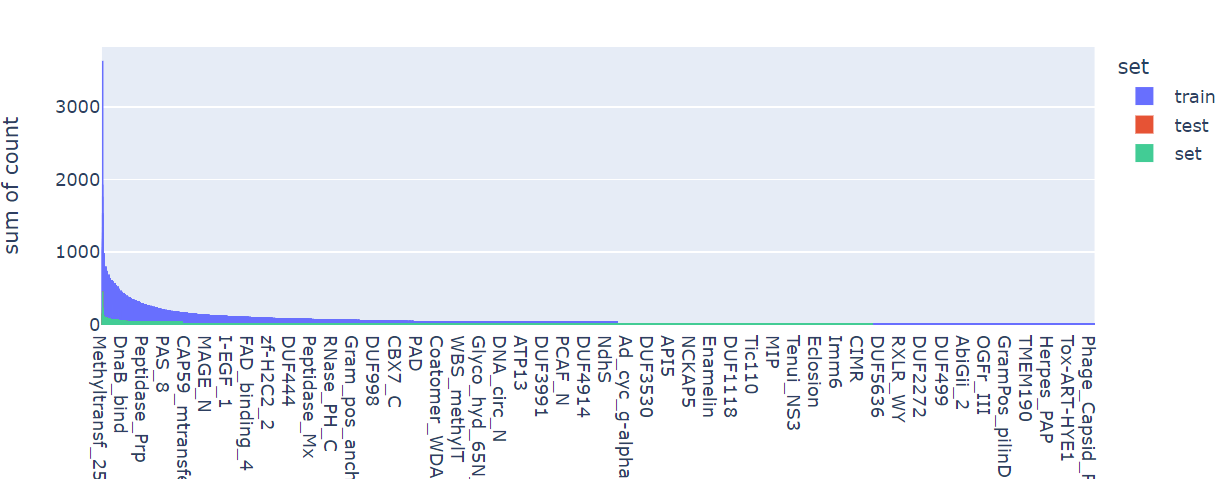 sum of count
3000
2000
1000
0
Methyltransf_25
DnaB_bind
Peptidase_Prp
PAS_8
CAP59_mtransfe
MAGE_N
I-EGF_1
FAD_binding_4
zf-H2C2_2
DUF444
Peptidase_Mx
RNase_PH_C
Gram_pos_anch
DUF998
CBX7_C
PAD
Coatomer_WDA
WBS_methylT
Glyco_hyd_65N_
DNA_circ_N
ATP13
DUF3991
PCAF_N
DUF4914
NdhS
Ad_cyc_g-alpha
DUF3530
API5
NCKAP5
Enamelin
DUF1118
Tic110
MIP
Tenui_NS3
Eclosion
Imm6
CIMR
DUF5636
RXLR_WY
DUF2272
DUF499
AbiGii_2
OGFr_III
GramPos_pilinD
TMEM190
Herpes_PAP
Tox-ART-HYE1
Phage_Capsid_P
set
train
test
set